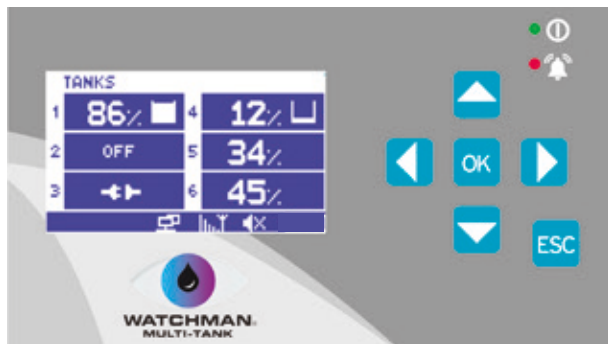 TANKS
1 86% 4 12%
2 OFF 5 34%
3 6 45%
OK
ESC
WATCHMAN
MULTI-TANK